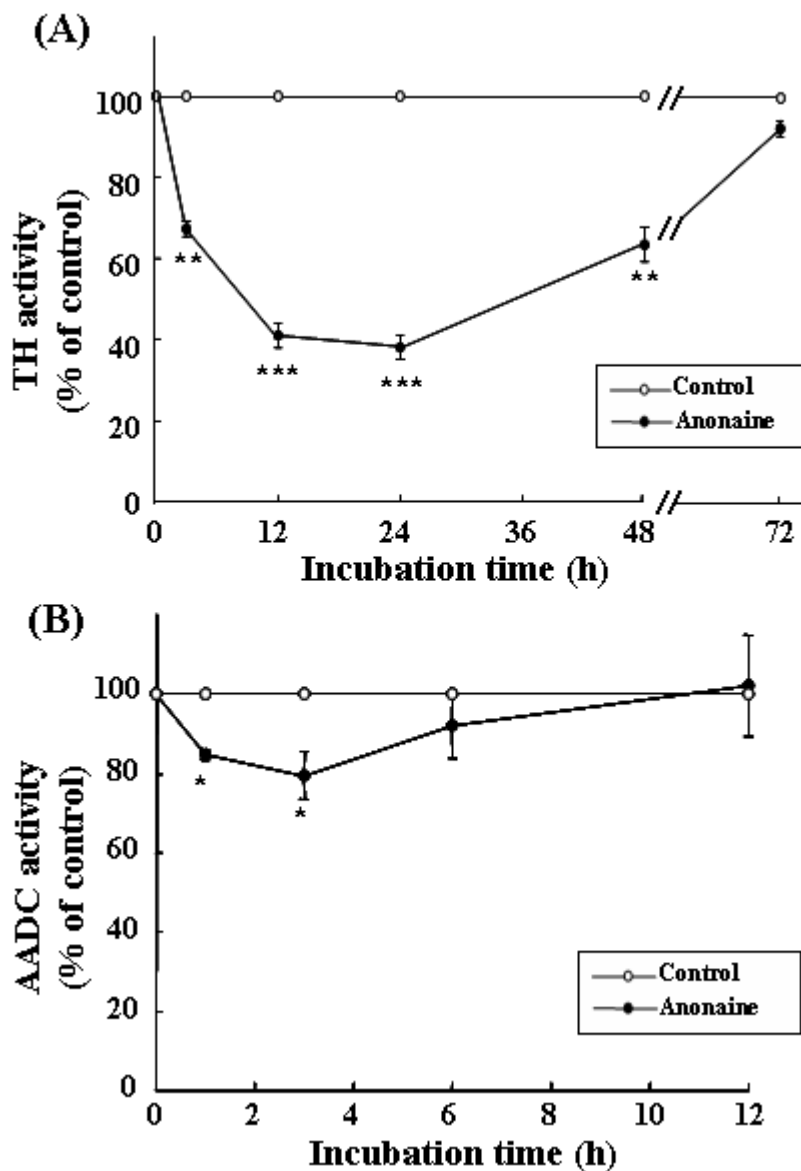 (A)
TH activity
(% of control)
100
80
60
40
20
0
**
***
***
**
Control
Anonaine
0 12 24 36 48 72
Incubation time (h)
(B)
AADC activity
(% of control)
100
80
60
40
20
0
*
*
Control
Anonaine
0 2 4 6 8 10 12
Incubation time (h)